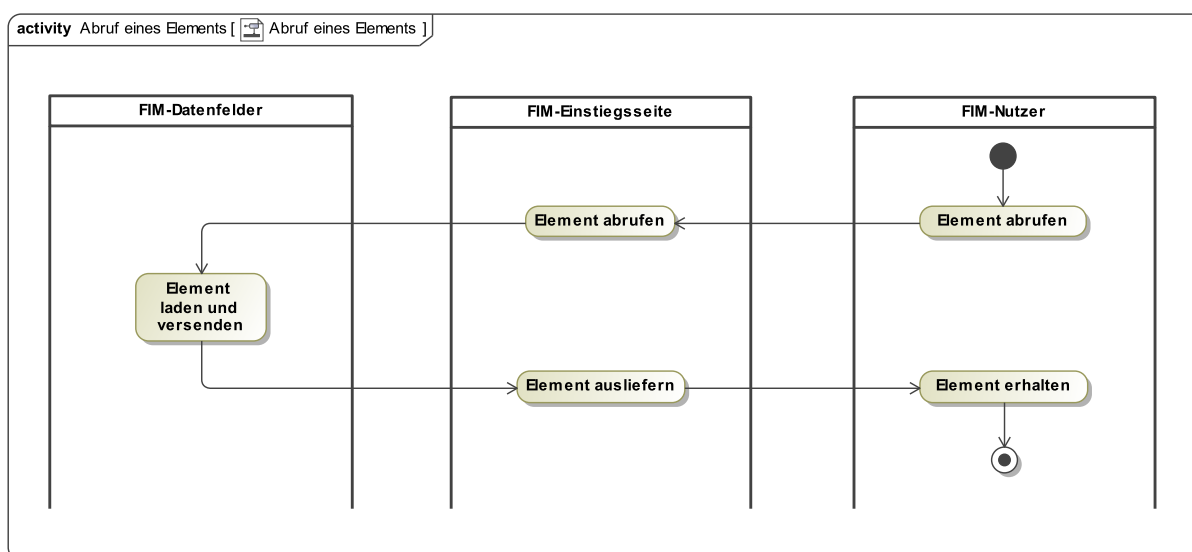 activity Abruf eines Elements [ Abruf eines Elements ]
FIM-Datenfelder
FIM-Einstiegsseite
FIM-Nutzer
Element abrufen
Element abrufen
Element
laden und
versenden
Element ausliefern
Element erhalten